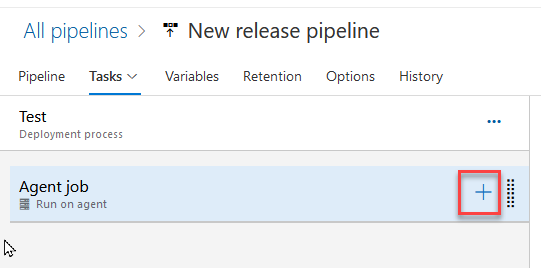 All pipelines > New release pipeline
Pipeline Tasks Variables Retention Options History
Test
Deployment process
Agent job
Run on agent